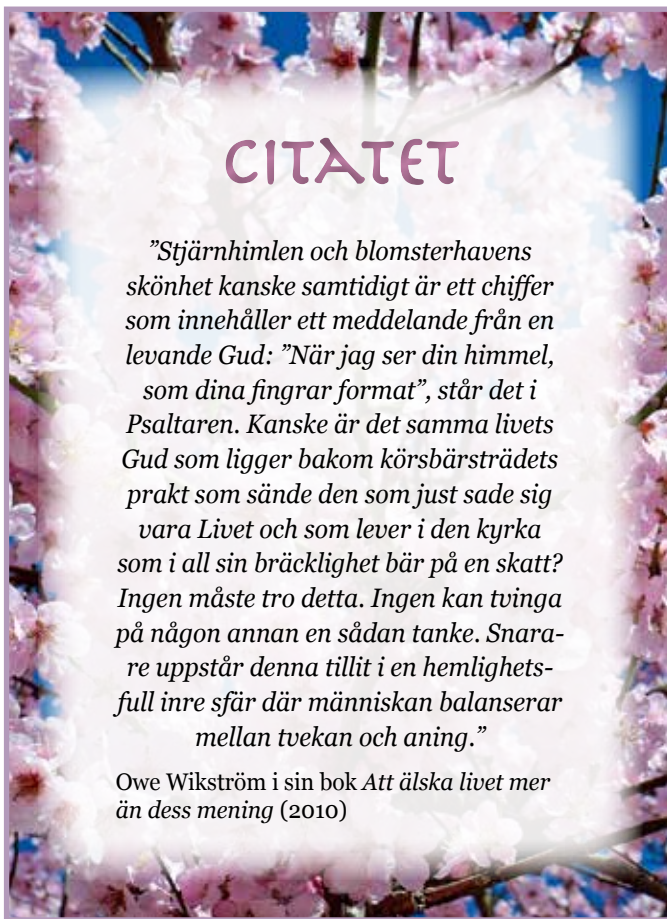 CITATET
”Stjärnhimlen och blomsterhavens
skönhet kanske samtidigt är ett chiffer
som innehåller ett meddelande från en
levande Gud: ”När jag ser din himmel,
som dina fingrar format”, står det i
Psaltaren. Kanske är det samma livets
Gud som ligger bakom körsbärsträdets
prakt som sände den som just sade sig
vara Livet och som lever i den kyrka
som i all sin bräcklighet bär på en skatt?
Ingen måste tro detta. Ingen kan tvinga
på någon annan en sådan tanke. Snara-
re uppstår denna tillit i en hemlighets-
full inre sfär där människan balanserar
mellan tvekan och aning.”
Owe Wikström i sin bok Att älska livet mer
än dess mening (2010)